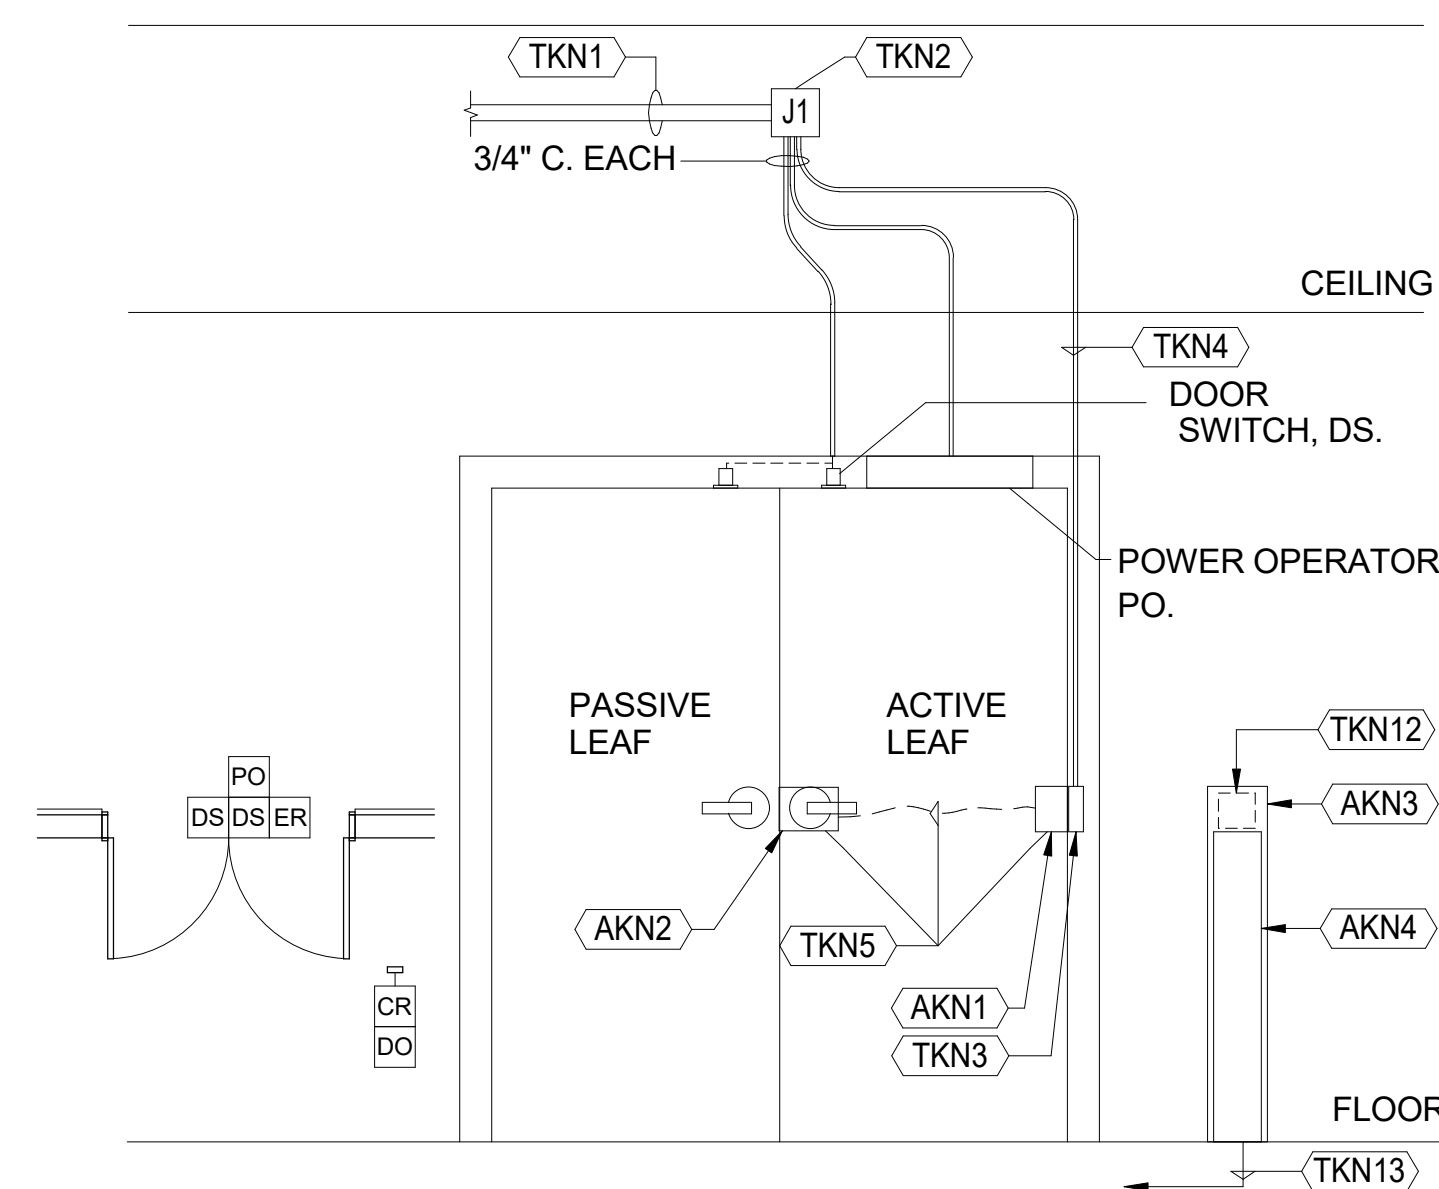 TKN1
TKN2
J1
3/4" C. EACH
CEILING
TKN4
DOOR
SWITCH, DS.
POWER OPERATOR
PO.
PASSIVE
LEAF
ACTIVE
LEAF
TKN12
PO
DS DS ER
AKN3
AKN2
TKN5
AKN4
CR
DO
AKN1
TKN3
FLOOR
TKN13